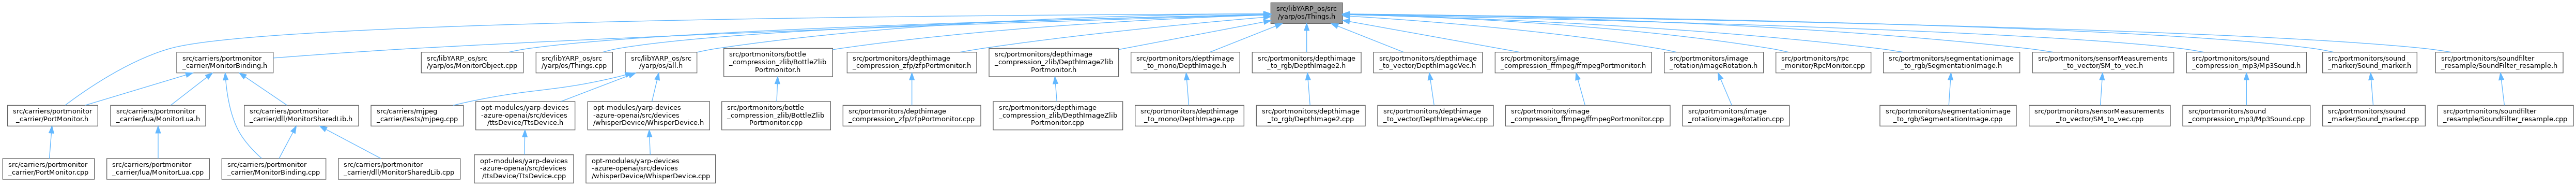 src/libYARP_os/src
/yarp/os/Things.h
src/carriers/portmonitor
_carrier/MonitorBinding.h
src/libYARP_os/src
/yarp/os/MonitorObject.cpp
src/libYARP_os/src
/yarp/os/Things.cpp
src/libYARP_os/src
/yarp/os/all.h
src/portmonitors/bottle
_compression_zlib/BottleZlib
Portmonitor.h
src/portmonitors/depthimage
_compression_zfp/zfpPortmonitor.h
src/portmonitors/depthimage
_compression_zlib/DepthImageZlib
Portmonitor.h
src/portmonitors/depthimage
_to_mono/DepthImage.h
src/portmonitors/depthimage
_to_rgb/DepthImage2.h
src/portmonitors/depthimage
_to_vector/DepthImageVec.h
src/portmonitors/image
_compression_ffmpeg/ffmpegPortmonitor.h
src/portmonitors/image
_rotation/imageRotation.h
src/portmonitors/rpc
_monitor/RpcMonitor.cpp
src/portmonitors/segmentationimage
_to_rgb/SegmentationImage.h
src/portmonitors/sensorMeasurements
_to_vector/SM_to_vec.h
src/portmonitors/sound
_compression_mp3/Mp3Sound.h
src/portmonitors/sound
_marker/Sound_marker.h
src/portmonitors/soundfilter
_resample/SoundFilter_resample.h
src/carriers/portmonitor
_carrier/PortMonitor.h
src/carriers/portmonitor
_carrier/lua/MonitorLua.h
src/carriers/portmonitor
_carrier/dll/MonitorSharedLib.h
src/carriers/mjpeg
_carrier/tests/mjpeg.cpp
opt-modules/yarp-devices
-azure-openai/src/devices
/ttsDevice/TtsDevice.h
opt-modules/yarp-devices
-azure-openai/src/devices
/whisperDevice/WhisperDevice.h
src/portmonitors/bottle
_compression_zlib/BottleZlib
Portmonitor.cpp
src/portmonitors/depthimage
_compression_zfp/zfpPortmonitor.cpp
src/portmonitors/depthimage
_compression_zlib/DepthImageZlib
Portmonitor.cpp
src/portmonitors/depthimage
_to_mono/DepthImage.cpp
src/portmonitors/depthimage
_to_rgb/DepthImage2.cpp
src/portmonitors/depthimage
_to_vector/DepthImageVec.cpp
src/portmonitors/image
_compression_ffmpeg/ffmpegPortmonitor.cpp
src/portmonitors/image
_rotation/imageRotation.cpp
src/portmonitors/segmentationimage
_to_rgb/SegmentationImage.cpp
src/portmonitors/sensorMeasurements
_to_vector/SM_to_vec.cpp
src/portmonitors/sound
_compression_mp3/Mp3Sound.cpp
src/portmonitors/sound
_marker/Sound_marker.cpp
src/portmonitors/soundfilter
_resample/SoundFilter_resample.cpp
src/carriers/portmonitor
_carrier/PortMonitor.cpp
src/carriers/portmonitor
_carrier/lua/MonitorLua.cpp
src/carriers/portmonitor
_carrier/MonitorBinding.cpp
src/carriers/portmonitor
_carrier/dll/MonitorSharedLib.cpp
opt-modules/yarp-devices
-azure-openai/src/devices
/ttsDevice/TtsDevice.cpp
opt-modules/yarp-devices
-azure-openai/src/devices
/whisperDevice/WhisperDevice.cpp